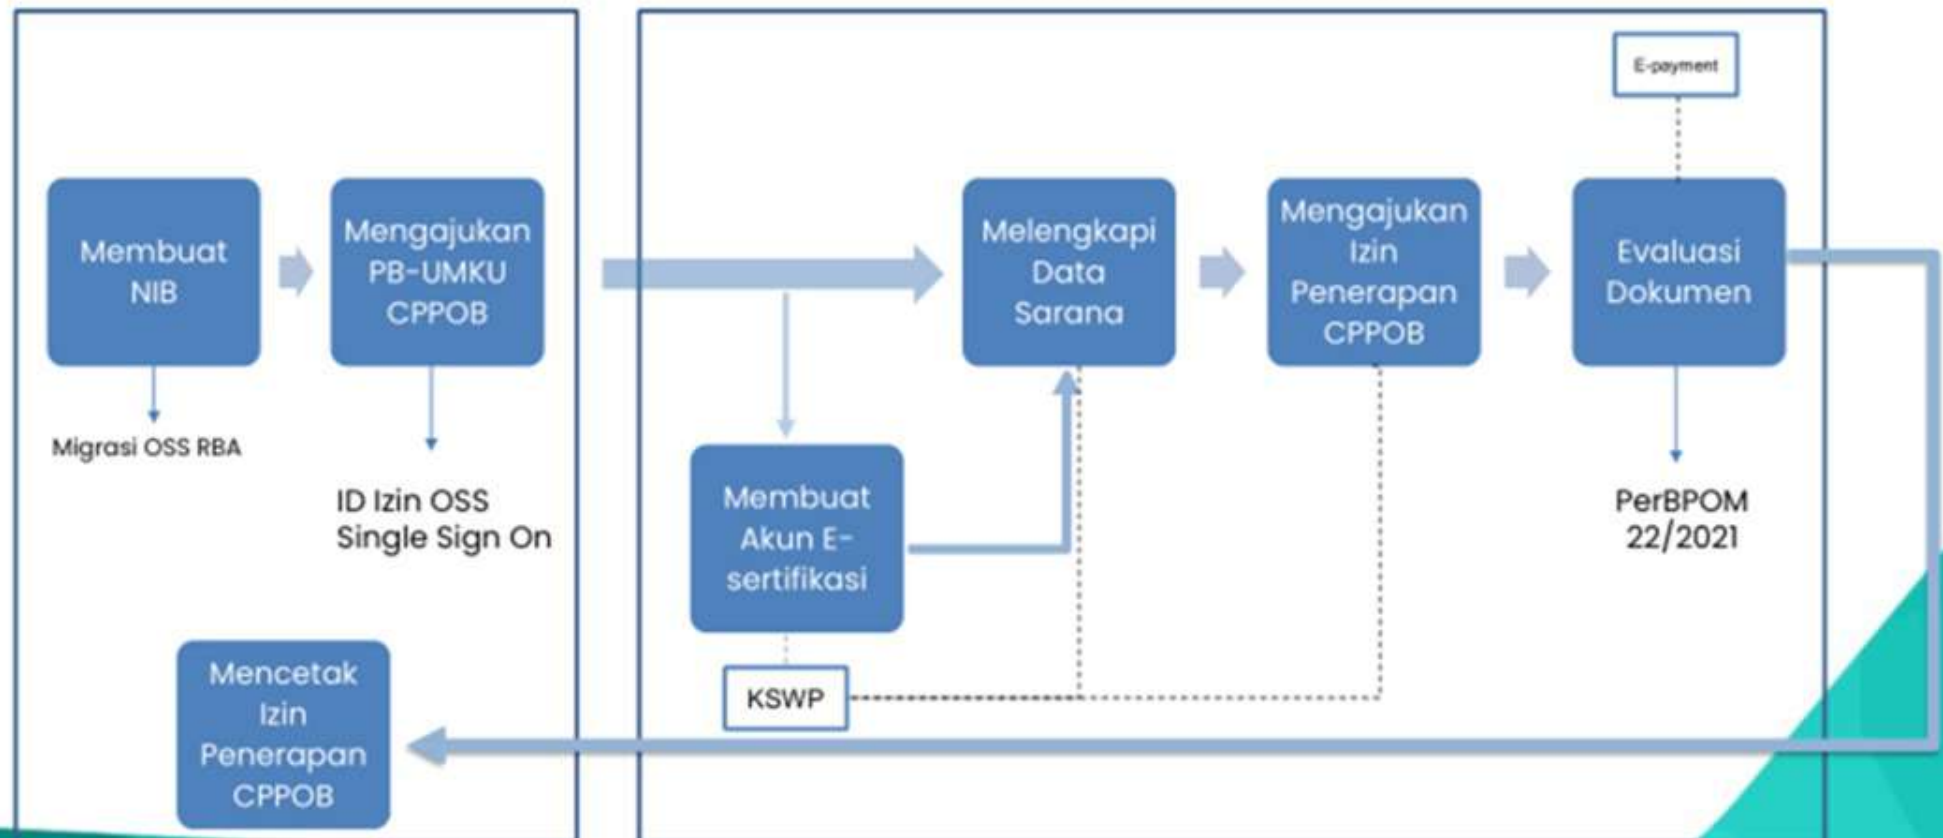 E-payment
Membuat
NIB
Mengajukan
PB-UMKU
CPPOB
Melengkapi
Data
Sarana
Mengajukan
Izin
Penerapan
CPPOB
Evaluasi
Dokumen
Migrasi OSS RBA
ID Izin OSS
Single Sign On
Membuat
Akun E-
sertifikasi
PerBPOM
22/2021
KSWP
Mencetak
Izin
Penerapan
CPPOB